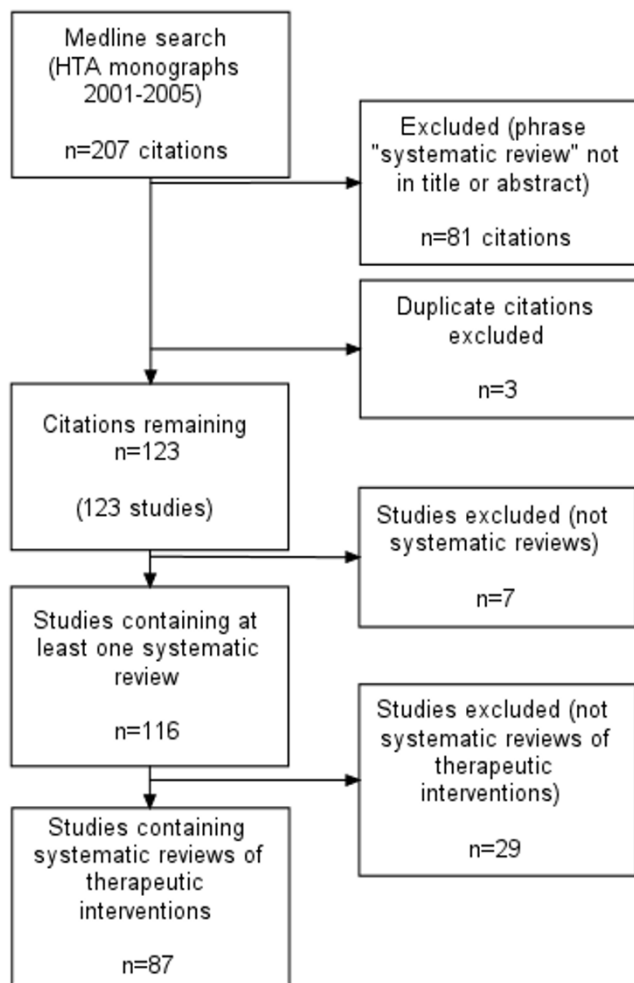 Medline search
(HTA monographs
2001-2005)
n=207 citations
Excluded (phrase
"systematic review" not
in title or abstract)
n=81 citations
Duplicate citations
excluded
n=3
Citations remaining
n=123
(123 studies)
Studies excluded (not
systematic reviews)
n=7
Studies containing at
least one systematic
review
n=116
Studies excluded (not
systematic reviews of
therapeutic
interventions)
n=29
Studies containing
systematic reviews of
therapeutic
interventions
n=87